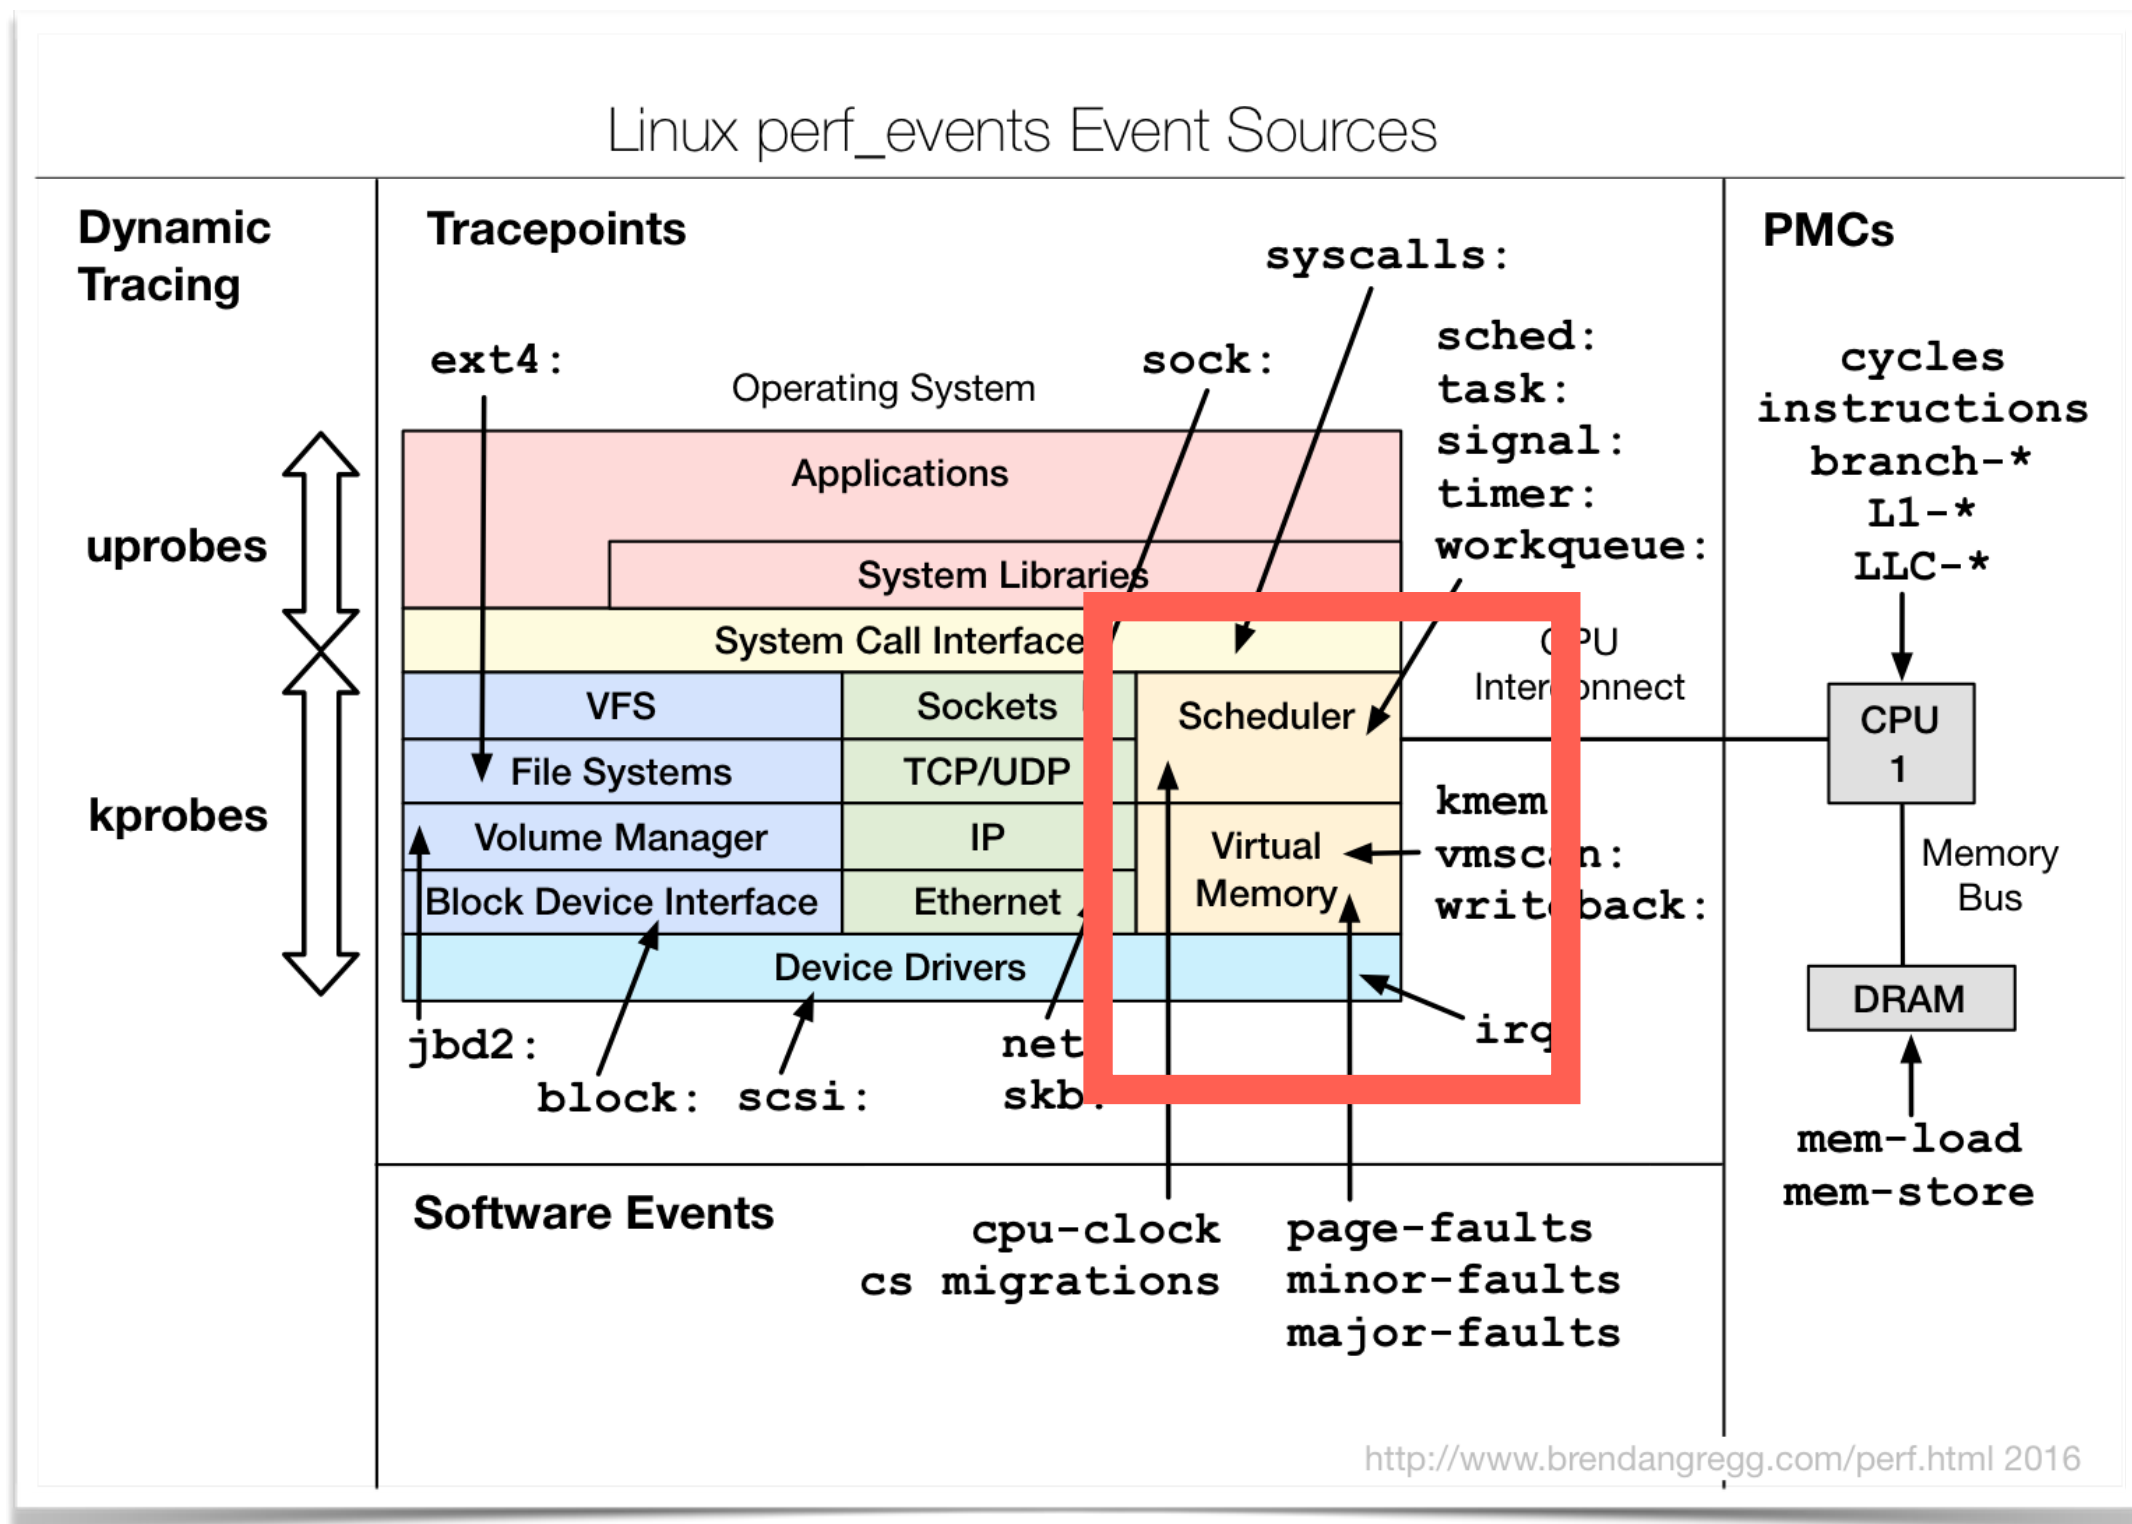 Linux perf_events Event Sources
Dynamic
Tracing
uprobes
kprobes
Tracepoints
syscalls:
ext4:
Operating System
sock:
sched:
task:
signal:
timer:
workqueue:
Applications
System Libraries
System Call Interface
VFS
File Systems
Volume Manager
Block Device Interface
Sockets
TCP/UDP
IP
Ethernet
Scheduler
Virtual
Memory
Device Drivers
CPU
Interconnect
kmem
vmscan:
writeback:
irq
jbd2:
block:
scsi:
net
skb:
Software Events
cpu-clock
cs migrations
page-faults
minor-faults
major-faults
PMCs
cycles
instructions
branch-*
L1-*
LLC-*
CPU
1
Memory
Bus
DRAM
mem-load
mem-store
http://www.brendangregg.com/perf.html 2016